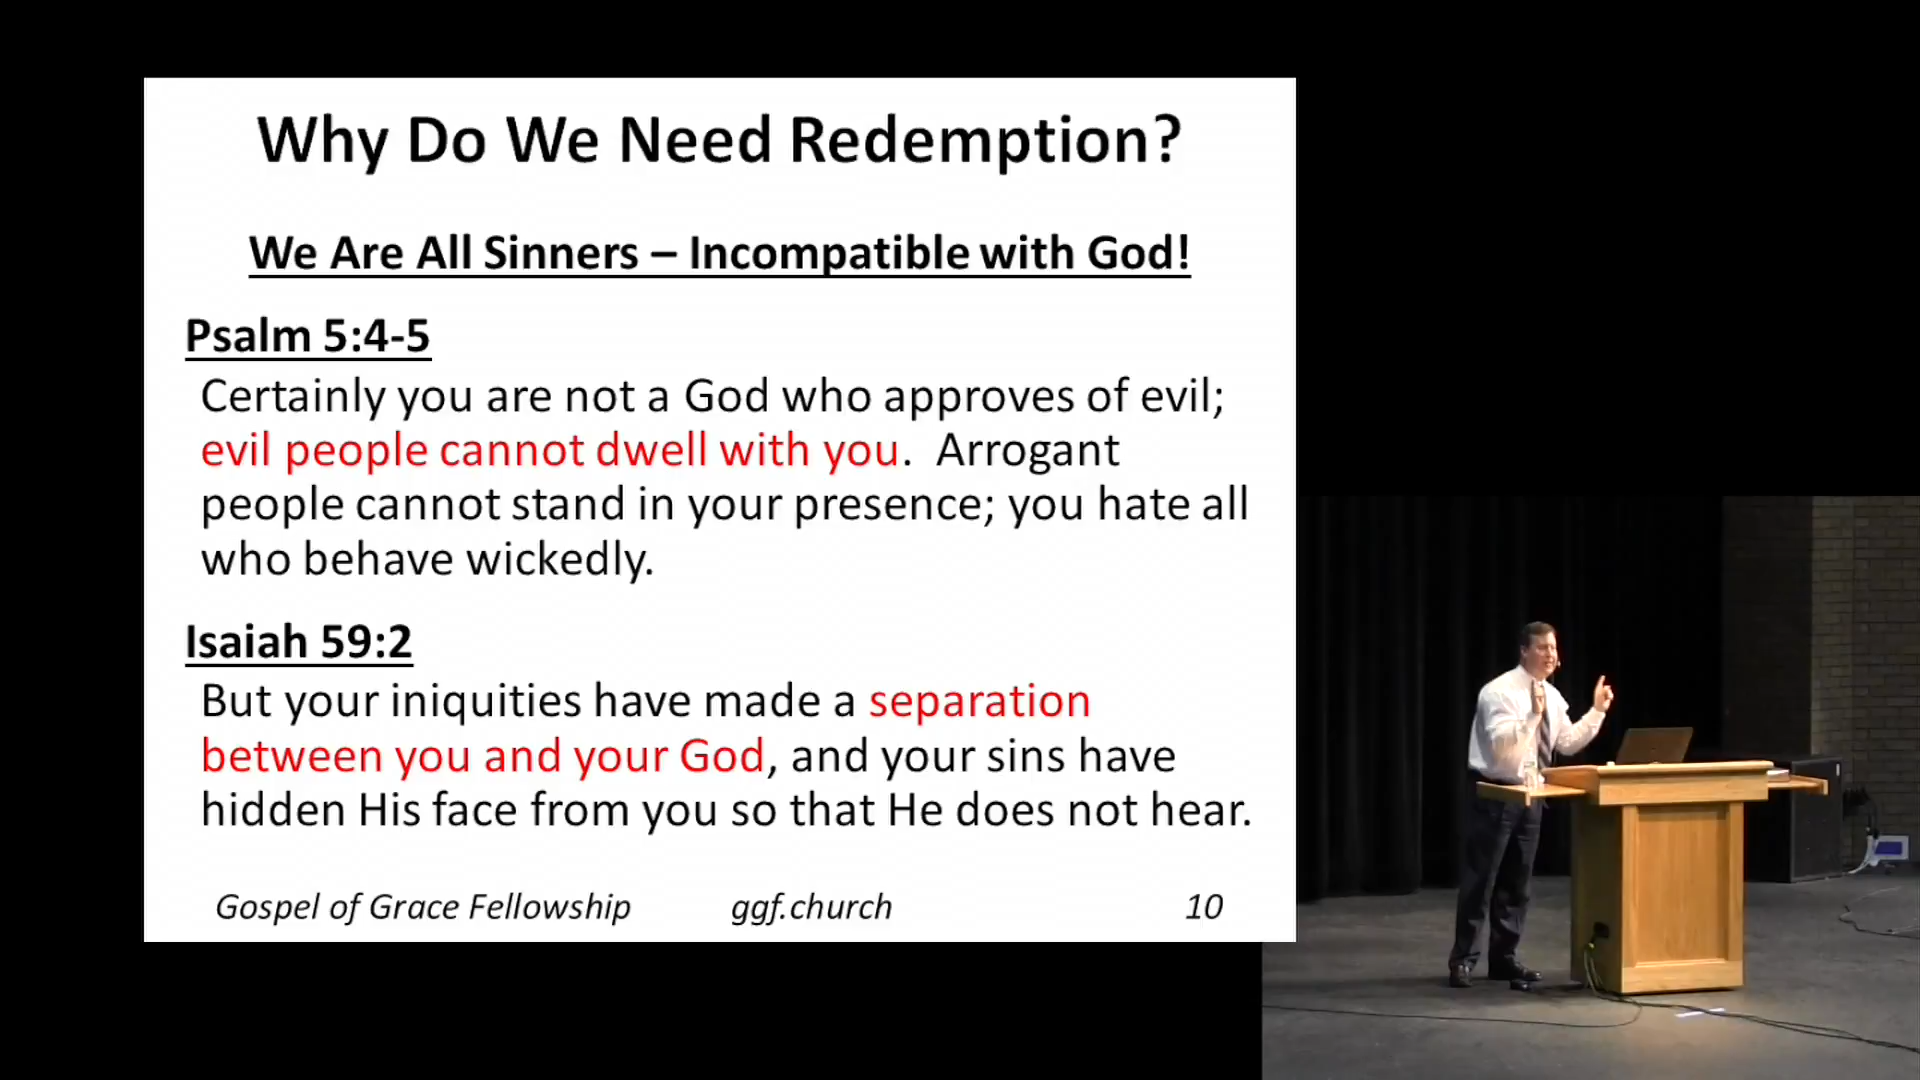 Why Do We Need Redemption?
We Are All Sinners – Incompatible with God!
Psalm 5:4-5
Certainly you are not a God who approves of evil;
evil people cannot dwell with you.  Arrogant
people cannot stand in your presence; you hate all
who behave wickedly.
Isaiah 59:2
But your iniquities have made a separation
between you and your God, and your sins have
hidden His face from you so that He does not hear.
Gospel of Grace Fellowship ggf.church 10